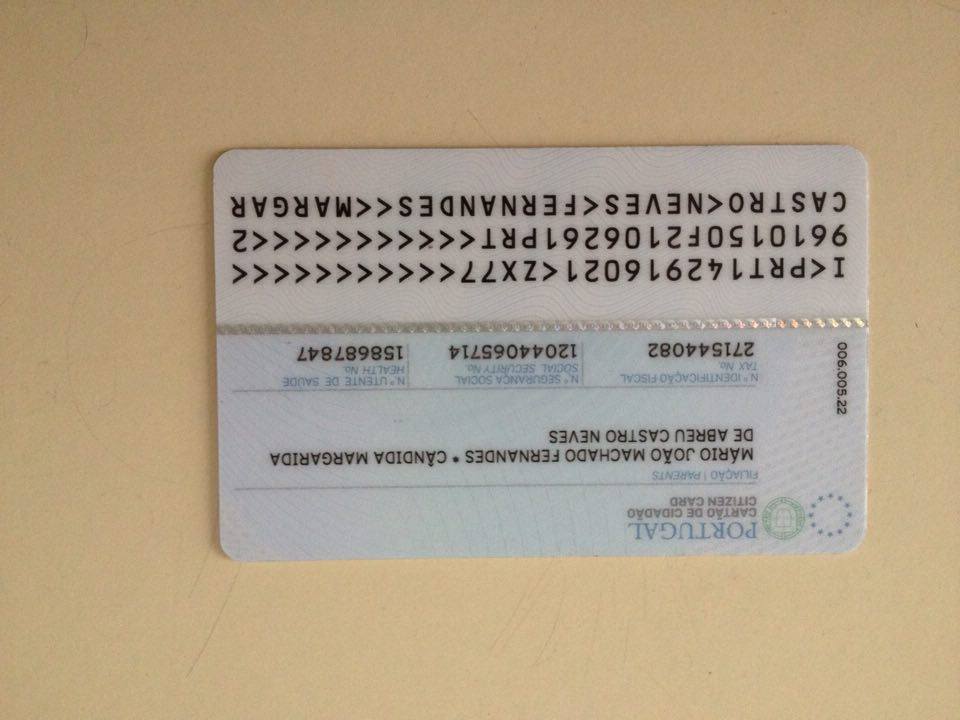 PORTUGAL
CARTÃO DE CIDADÃO
CITIZEN CARD
FILIAÇÃO | PARENTS
MÁRIO JOÃO MACHADO FERNANDES * CÂNDIDA MARGARIDA
DE ABREU CASTRO NEVES
N.º IDENTIFICAÇÃO FISCAL
TAX No.
271544082
N.º SEGURANÇA SOCIAL
SOCIAL SECURITY No.
12044065714
N.º UTENTE DE SAÚDE
HEALTH No.
158687847
006.005.22
I<PRT142916021<ZX77<<<<<<<<<<<
9610150F2106261PRT<<<<<<<<<<<2
CASTRO<NEVES<FERNANDES<<MARGAR